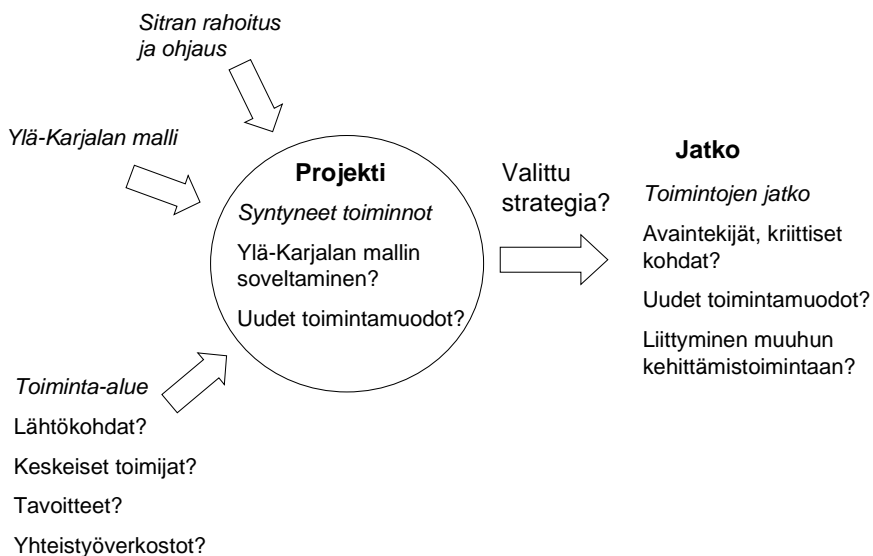 Sitran rahoitus
ja ohjaus
Ylä-Karjalan malli
Projekti
Syntyneet toiminnot
Ylä-Karjalan mallin
soveltaminen?
Uudet toimintamuodot?
Valittu
strategia?
Jatko
Toimintojen jatko
Avaintekijät, kriittiset
kohdat?
Uudet toimintamuodot?
Liittyminen muuhun
kehittämistoimintaan?
Toiminta-alue
Lähtökohdat?
Keskeiset toimijat?
Tavoitteet?
Yhteistyöverkostot?